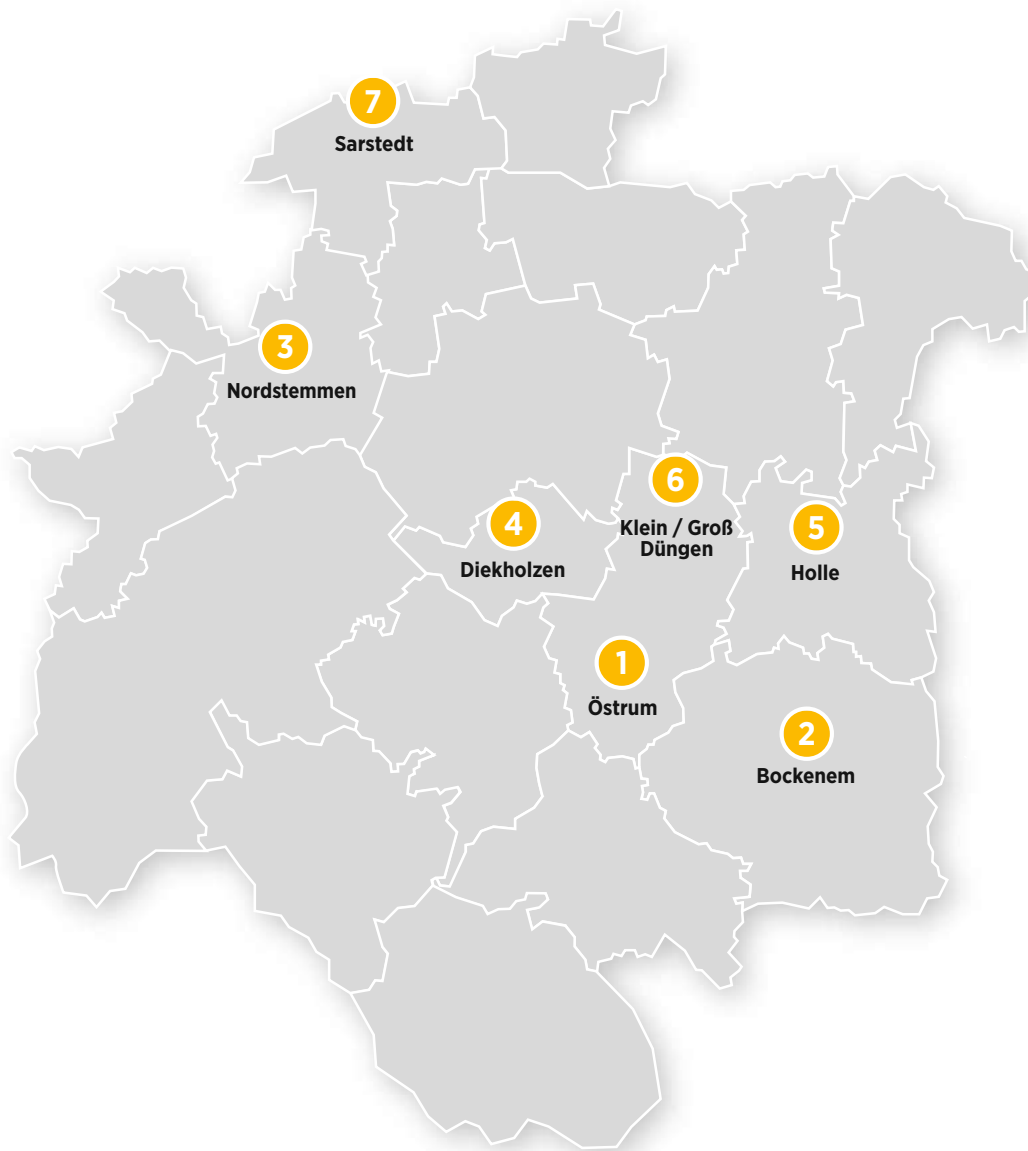 7
Sarstedt
3
Nordstemmen
6
Klein / Groß
Düngen
4
Diekholzen
5
Holle
1
Östrum
2
Bockenem